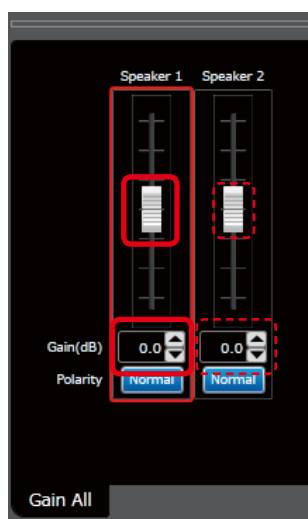 Speaker 1 Speaker 2
Gain(dB) 0.0 0.0
Polarity Normal Normal
Gain All